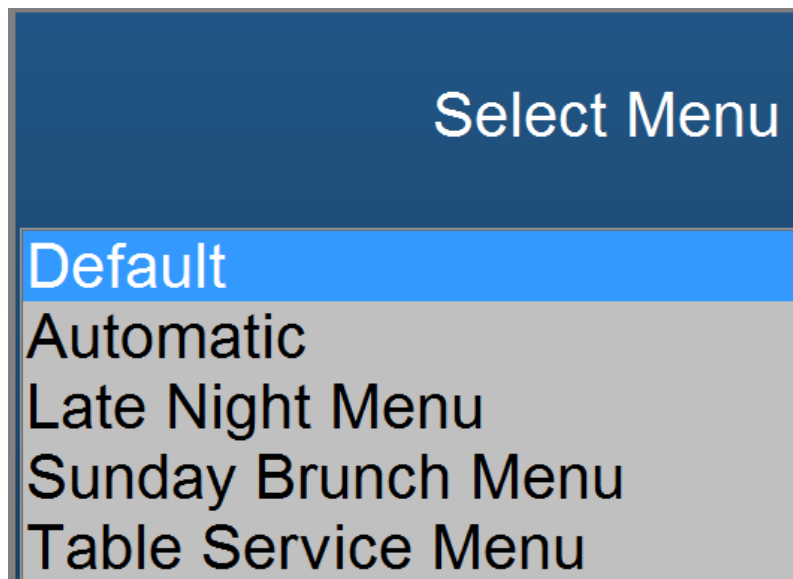 Select Menu
Default
Automatic
Late Night Menu
Sunday Brunch Menu
Table Service Menu